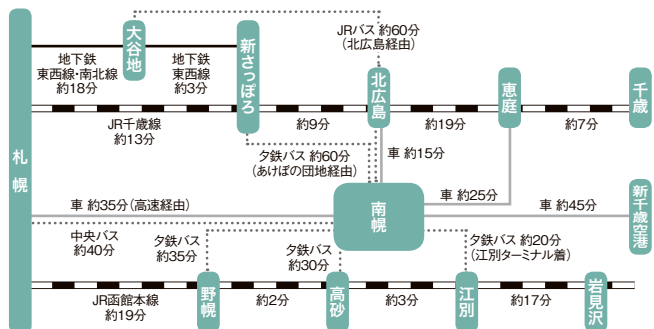 大谷地
JRバス 約60分
(北広島経由)
地下鉄
東西線・南北線
約18分
地下鉄
東西線
約3分
新さっぽろ
北広島
恵庭
千歳
JR千歳線
約13分
約9分
約19分
約7分
札幌
夕鉄バス 約60分
(あけぼの団地経由)
車 約15分
車 約35分(高速経由)
南幌
車 約25分
車 約45分
新千歳空港
中央バス
約40分
夕鉄バス
約35分
夕鉄バス
約30分
夕鉄バス 約20分
(江別ターミナル着)
JR函館本線
約19分
野幌
約2分
高砂
約3分
江別
約17分
岩見沢